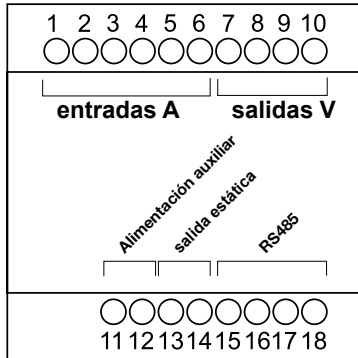 1 2 3 4 5 6 7 8 9 10
entradas A salidas V
Alimentación auxiliar
salida estática
RS485
11 12 13 14 15 16 17 18